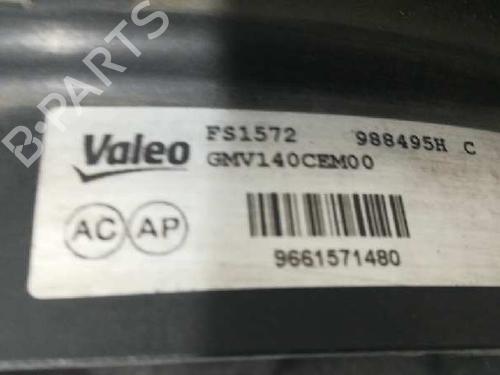 Valeo
FS1572 988495H C
GMV140CEM00
AC AP
9661571480
B-PARTS